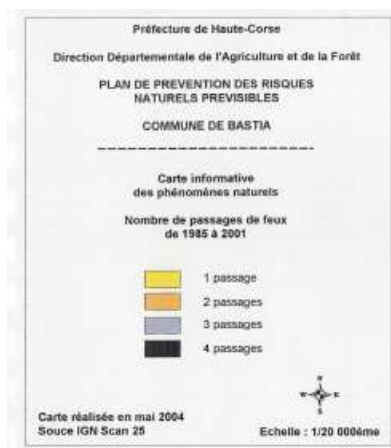 Préfecture de Haute-Corse
Direction Départementale de l'Agriculture et de la Forêt
PLAN DE PREVENTION DES RISQUES
NATURELS PREVISIBLES
COMMUNE DE BASTIA
Carte informative
des phénomènes naturels
Nombre de passages de feux
de 1985 à 2001
1 passage
2 passages
3 passages
4 passages
N
W E
S
Carte réalisée en mai 2004
Souce IGN Scan 25
Echelle : 1/20 000ème